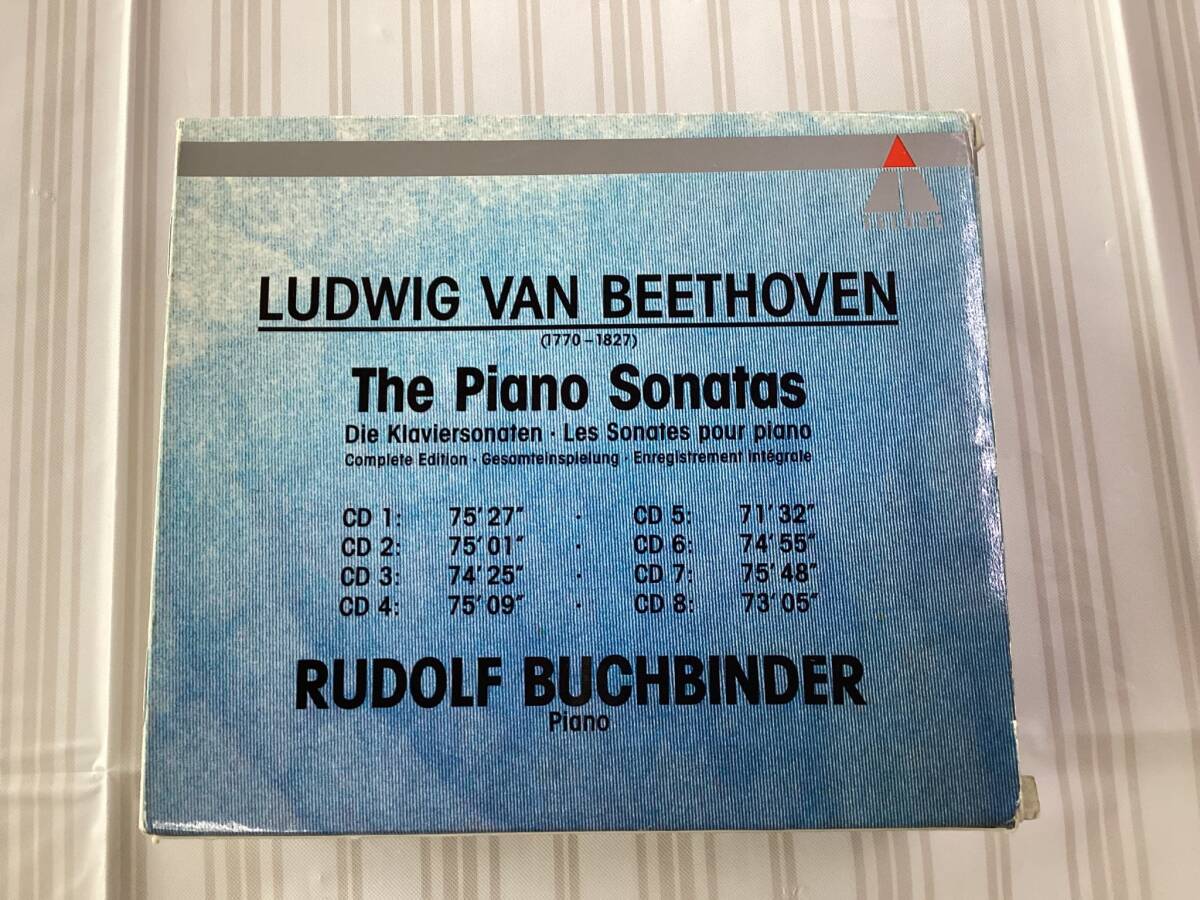 LUDWIG VAN BEETHOVEN
(1770-1827)
The Piano Sonatas
Die Klaviersonaten · Les Sonates pour piano
Complete Edition · Gesamteinspielung · Enregistrement intégrale
CD 1: 75'27" · CD 5: 71'32"
CD 2: 75'01" · CD 6: 74'55"
CD 3: 74'25" · CD 7: 75'48"
CD 4: 75'09" · CD 8: 73'05"
RUDOLF BUCHBINDER
Piano